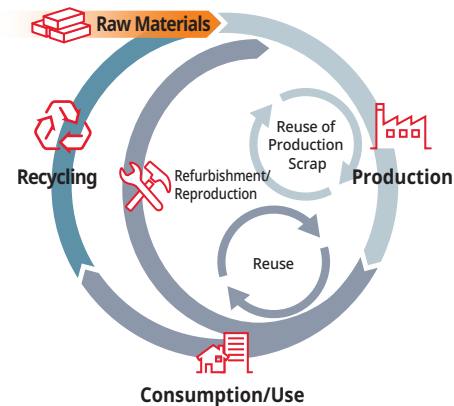 Raw Materials
Reuse of
Production
Scrap
Recycling
Refurbishment/
Reproduction
Production
Reuse
Consumption/Use